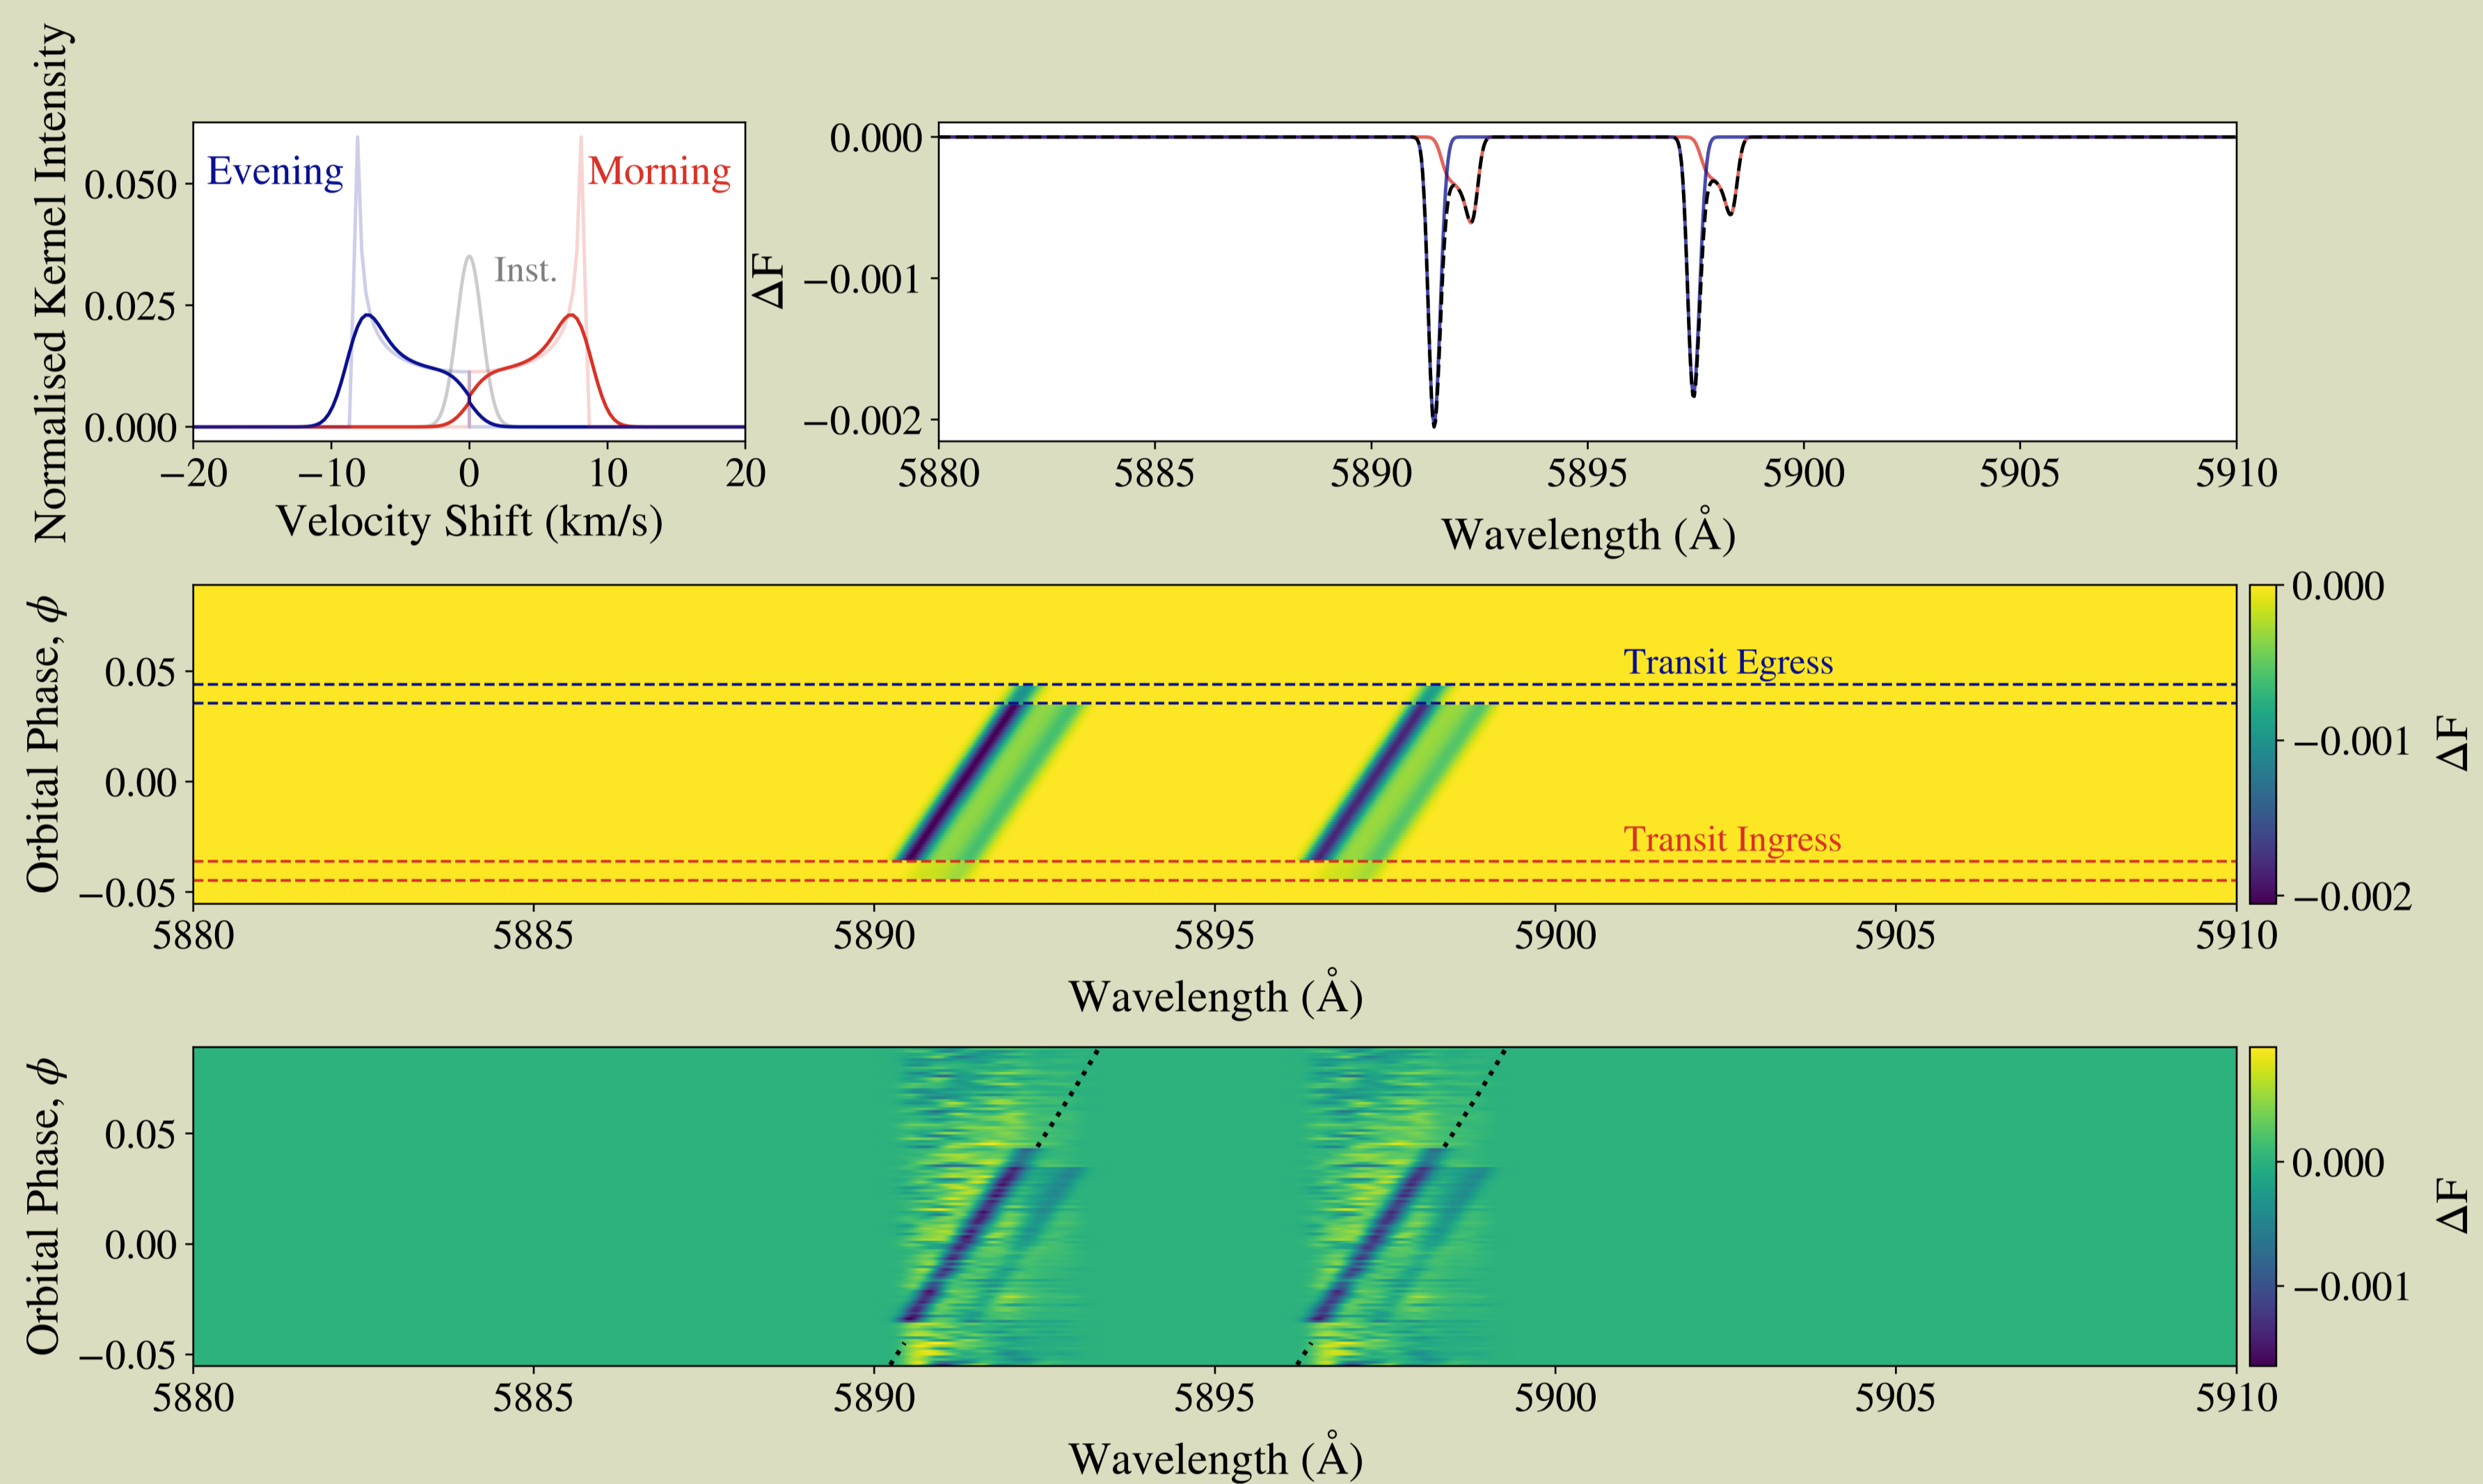 Normalised Kernel Intensity
0.050
0.025
0.000
Evening
Morning
Inst.
−20 −10 0 10 20
Velocity Shift (km/s)
ΔF
0.000
−0.001
−0.002
5880 5885 5890 5895 5900 5905 5910
Wavelength (Å)
Orbital Phase, ϕ
0.05
0.00
−0.05
Transit Egress
Transit Ingress
5880 5885 5890 5895 5900 5905 5910
Wavelength (Å)
0.000
−0.001
−0.002
ΔF
Orbital Phase, ϕ
0.05
0.00
−0.05
5880 5885 5890 5895 5900 5905 5910
Wavelength (Å)
0.000
−0.001
ΔF